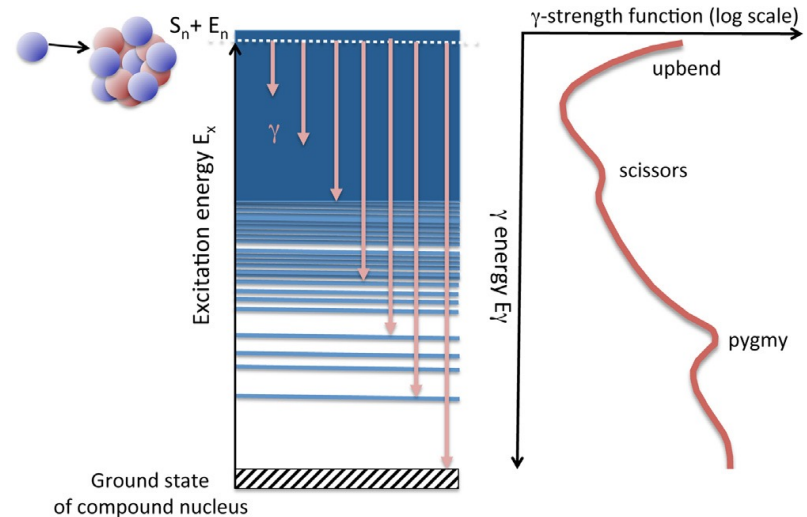 Sn+ En
γ
Excitation energy Ex
Ground state
of compound nucleus
γ-strength function (log scale)
γ energy Eγ
upbend
scissors
pygmy